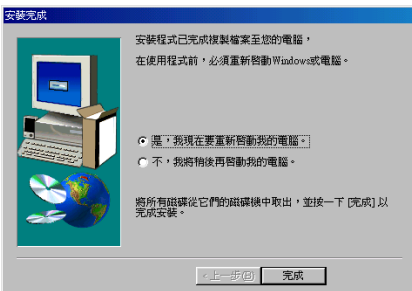 安裝完成
安裝程式已完成複製檔案至您的電腦，
在使用程式前，必須重新啓動Windows或電腦。
是，我現在要重新啓動我的電腦。
不，我將稍後再啓動我的電腦。
將所有磁碟從它們的磁碟機中取出，並按一下 [完成] 以
完成安裝。
<上一步(B)
完成